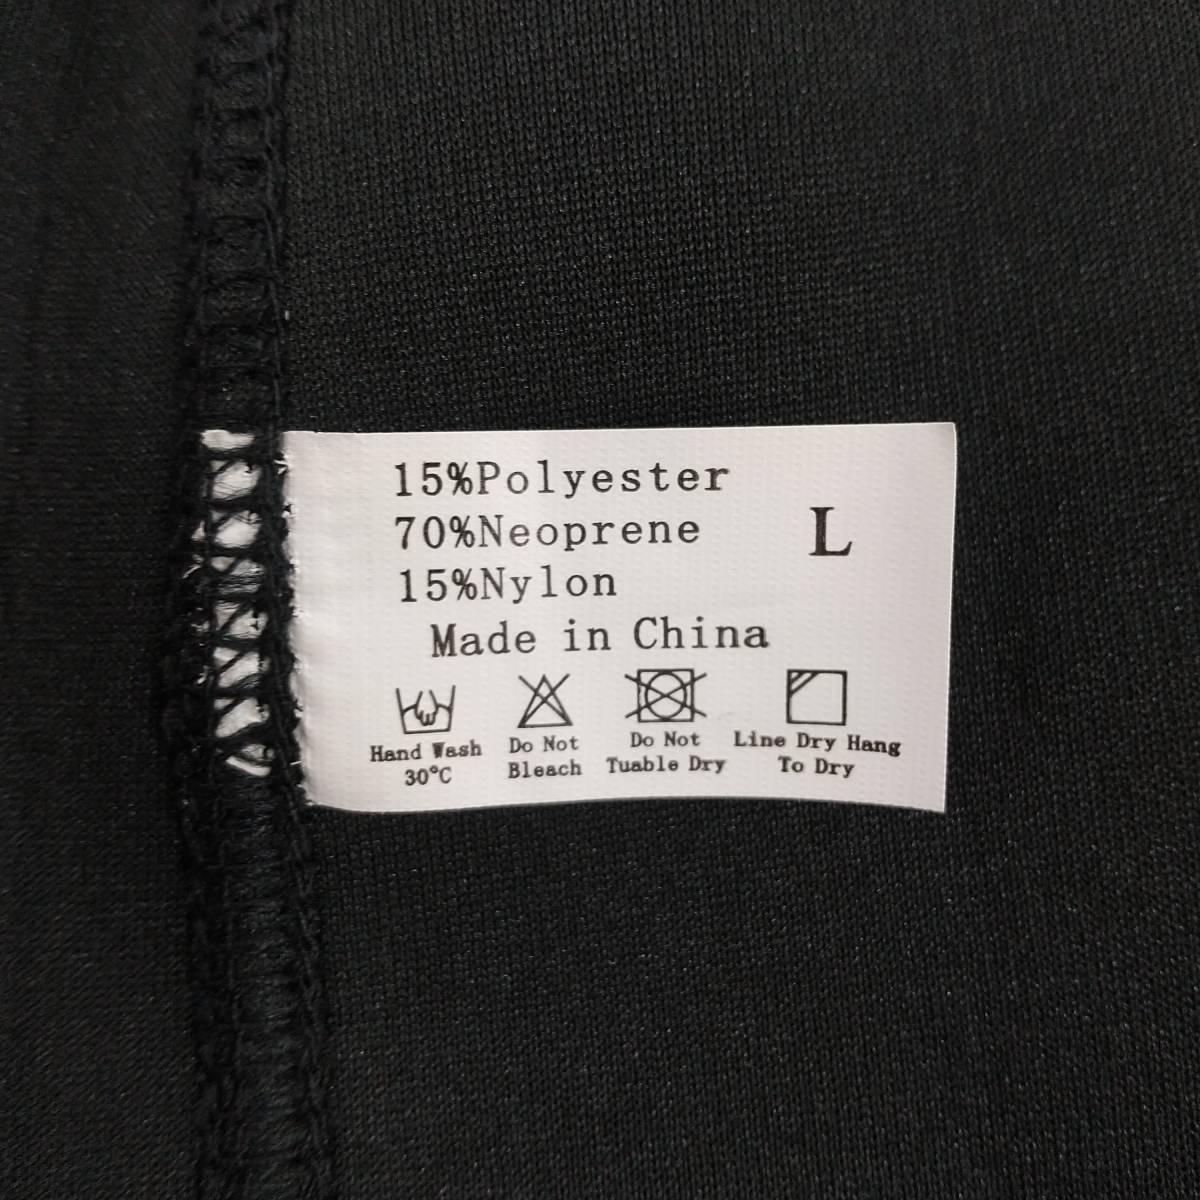 15%Polyester
70%Neoprene
L
15%Nylon
Made in China
Hand Wash
30°C
Do Not
Bleach
Do Not
Tuable Dry
Line Dry Hang
To Dry